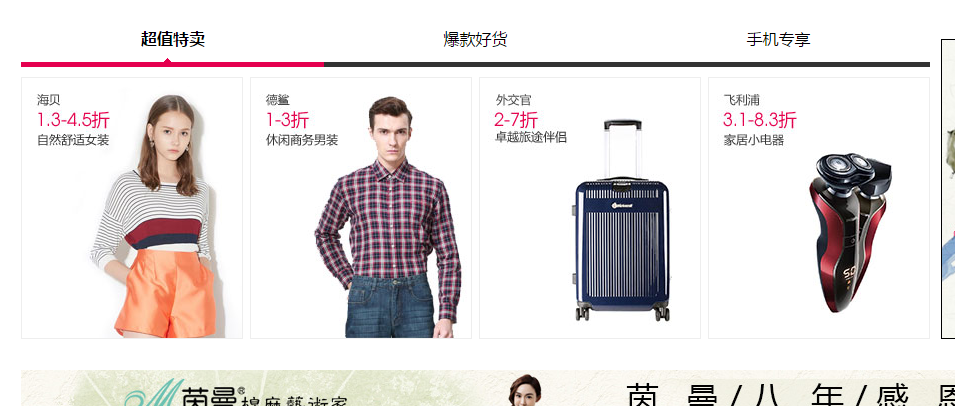 超值特卖
爆款好货
手机专享
海贝
1.3-4.5折
自然舒适女装
德鲨
1-3折
休闲商务男装
外交官
2-7折
卓越旅途伴侣
飞利浦
3.1-8.3折
家居小电器
茵曼®
棉麻藝術家
茵 曼 / 八 年 / 感 恩